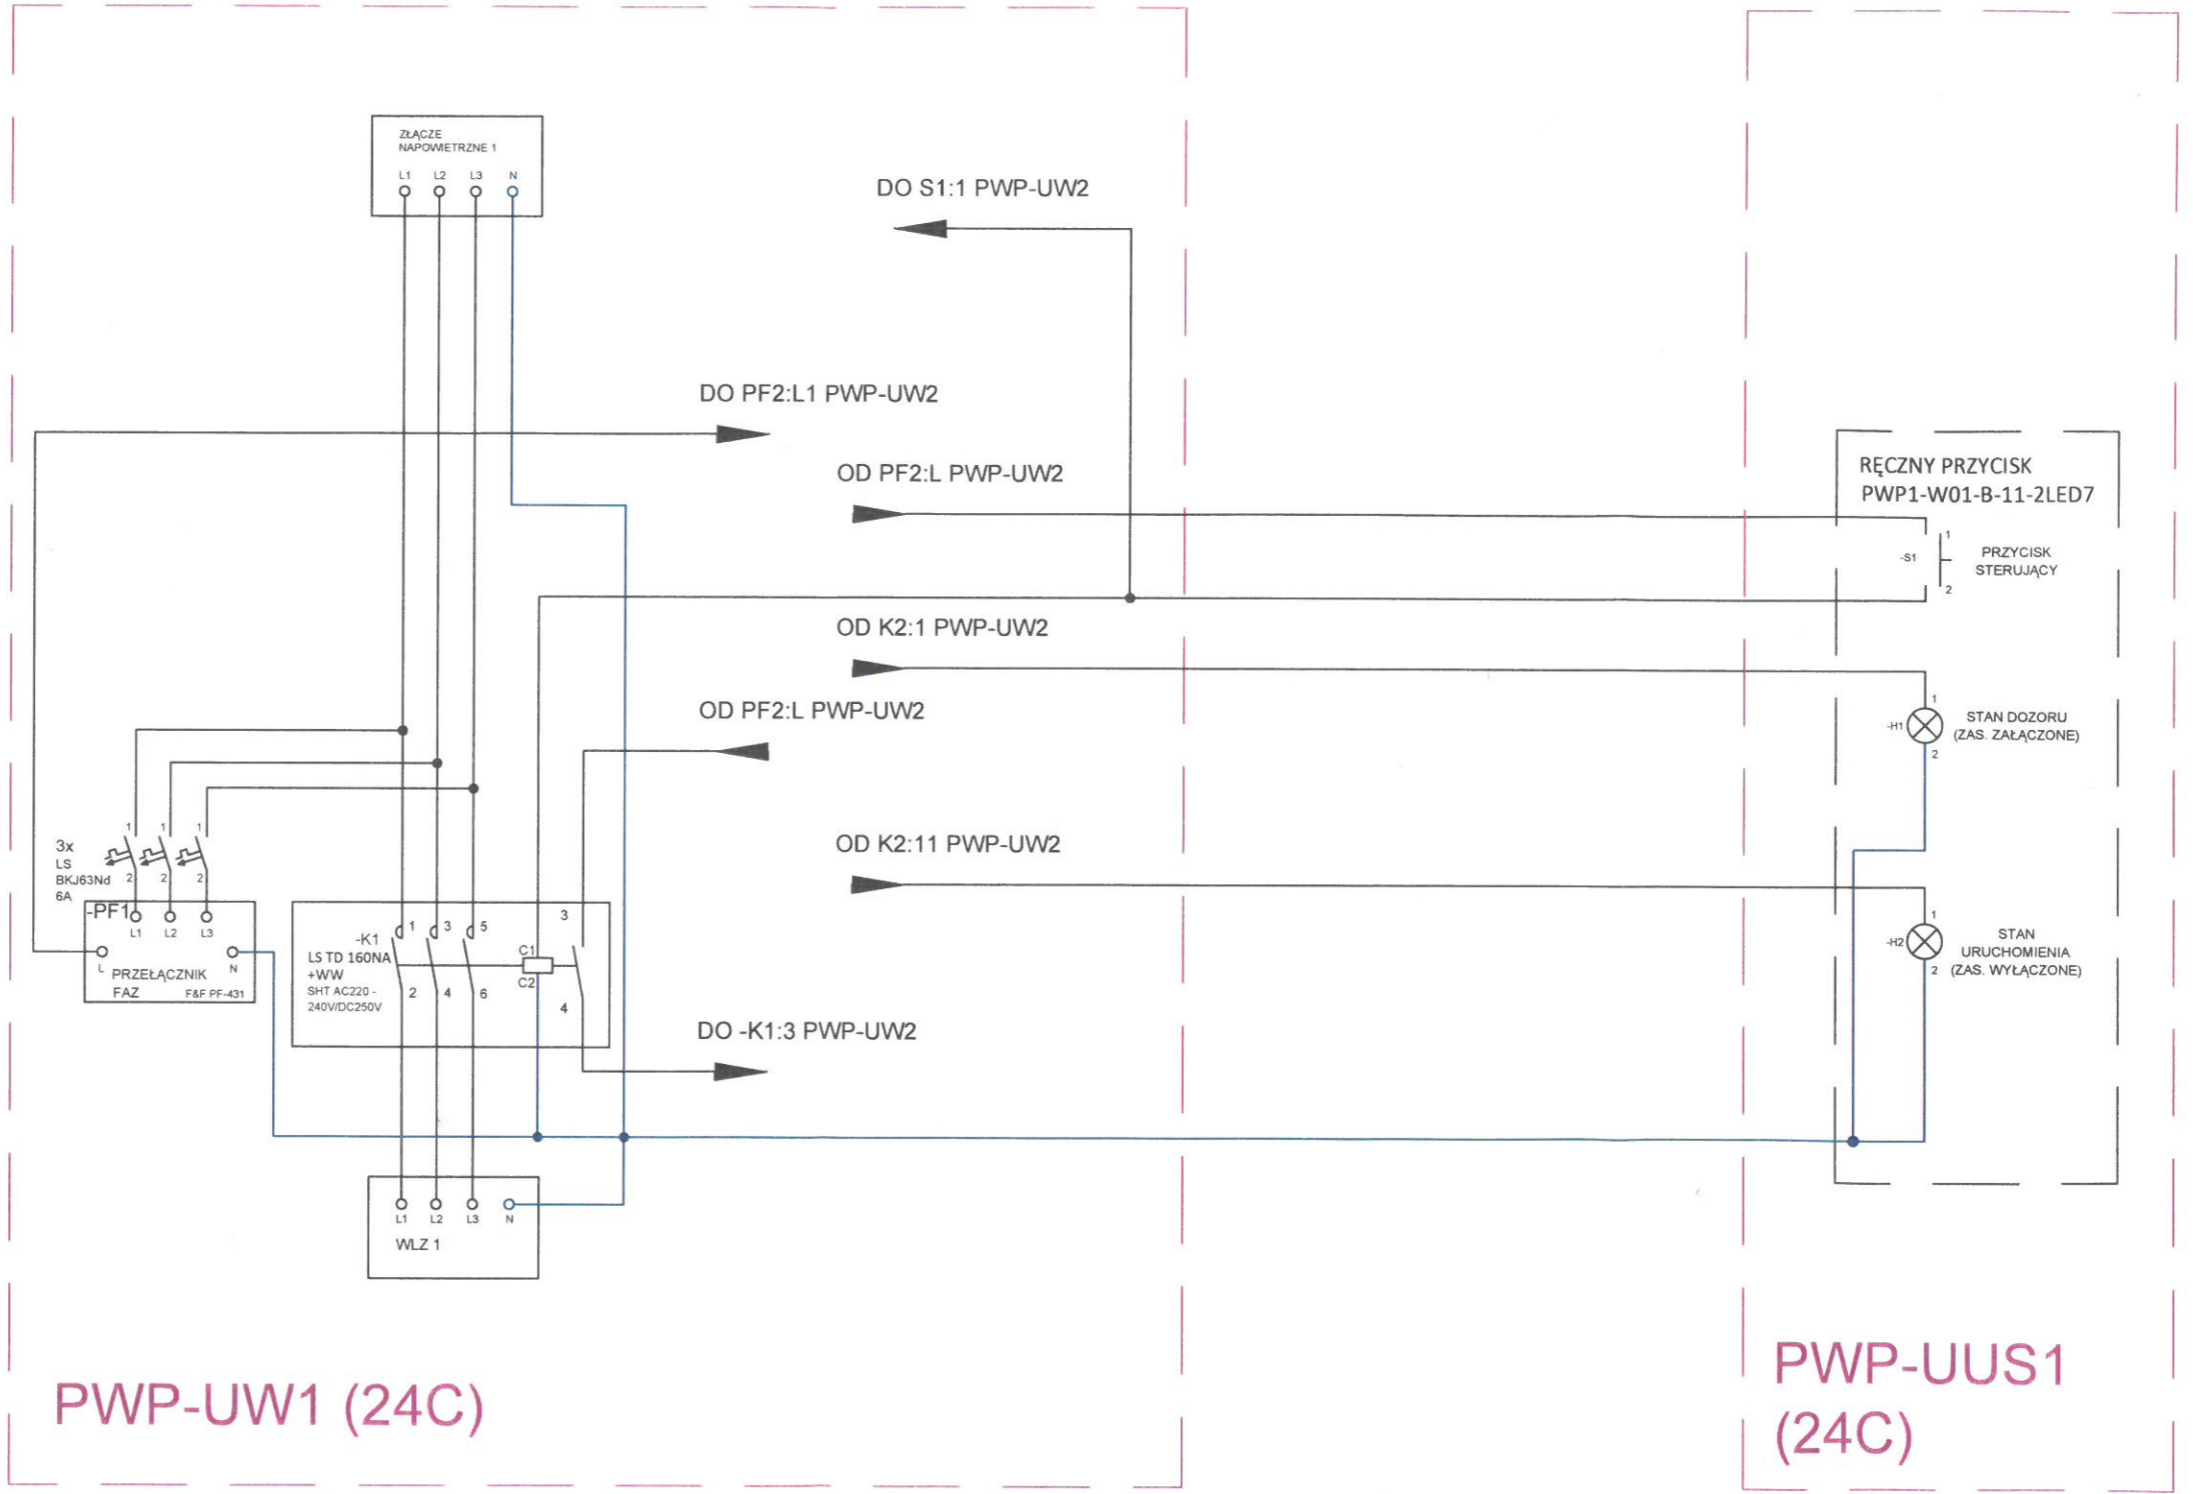 ZŁĄCZE
NAPOWIETRZNE 1
L1 L2 L3 N
DO S1:1 PWP-UW2
DO PF2:L1 PWP-UW2
OD PF2:L PWP-UW2
RĘCZNY PRZYCISK
PWP1-W01-B-11-2LED7
1
-S1
PRZYCISK
STERUJĄCY
2
OD K2:1 PWP-UW2
OD PF2:L PWP-UW2
1
-H1
STAN DOZORU
(ZAS. ZAŁĄCZONE)
2
3x
LS
BKJ63Nd
6A
1 1 1
2 2 2
OD K2:11 PWP-UW2
-PF1
L1 L2 L3
L
N
PRZEŁĄCZNIK
FAZ
F&F PF-431
-K1
LS TD 160NA
+WW
SHT AC220 -
240V/DC250V
1 3 5
2 4 6
C1
C2
3
4
1
-H2
STAN
URUCHOMIENIA
(ZAS. WYŁĄCZONE)
2
DO -K1:3 PWP-UW2
L1 L2 L3 N
WLZ 1
PWP-UW1 (24C)
PWP-UUS1
(24C)